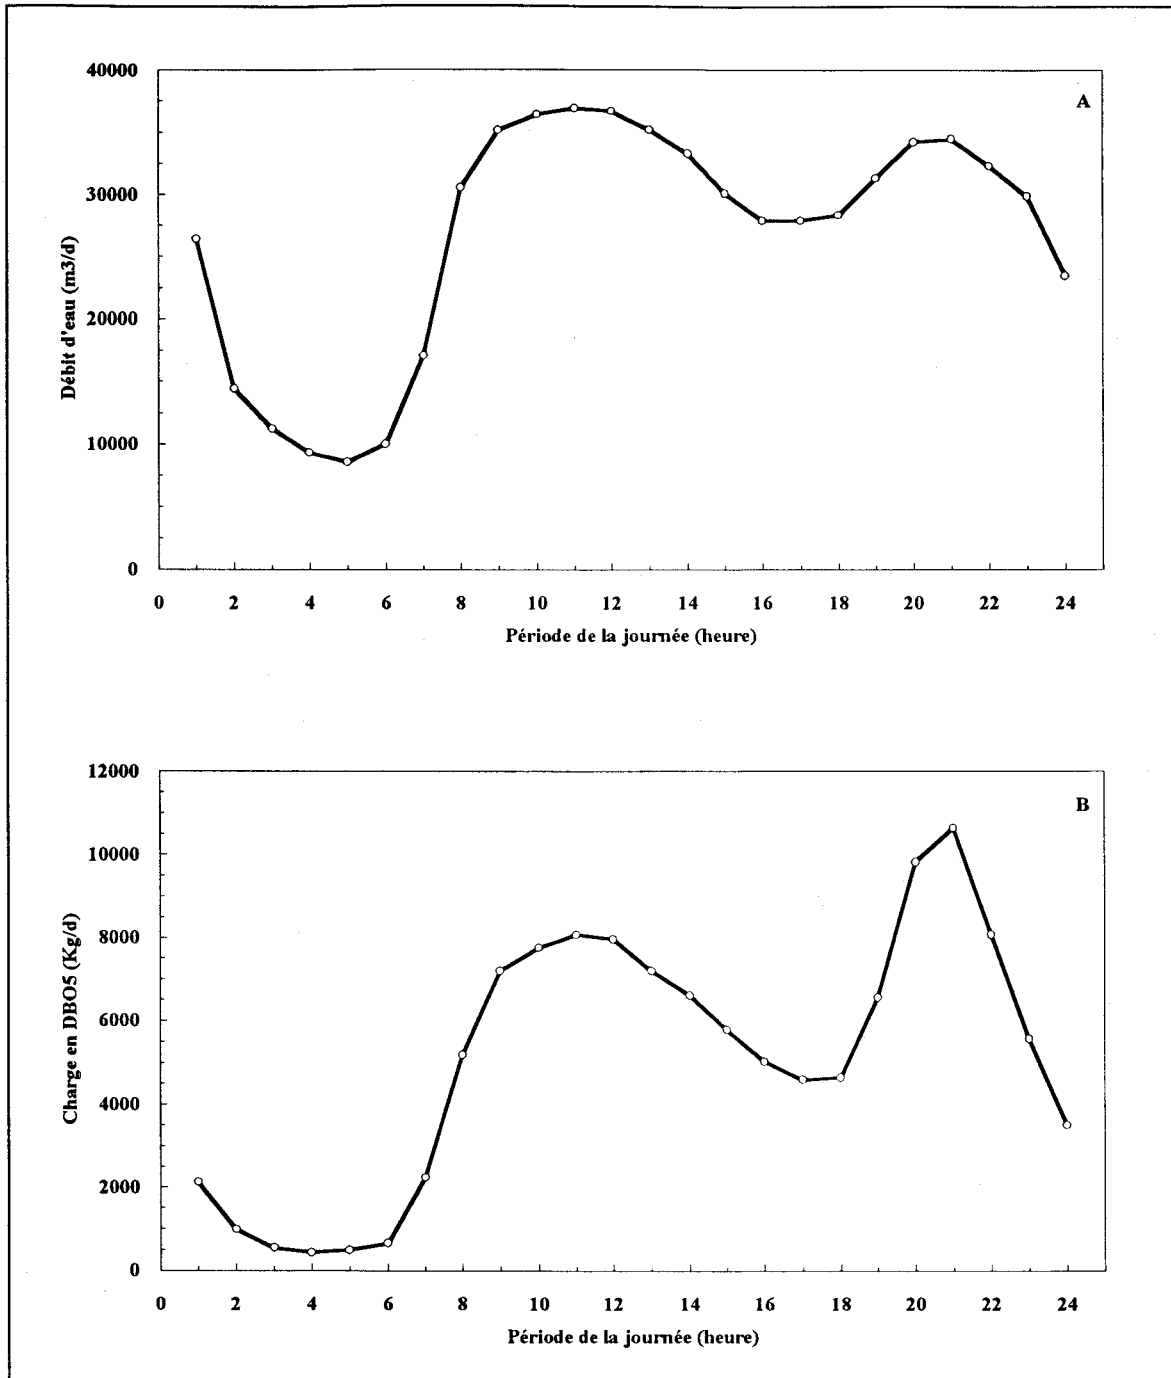 A
40000
30000
20000
10000
0
Débit d'eau (m3/d)
0 2 4 6 8 10 12 14 16 18 20 22 24
Période de la journée (heure)
B
12000
10000
8000
6000
4000
2000
0
Charge en DBO5 (Kg/d)
0 2 4 6 8 10 12 14 16 18 20 22 24
Période de la journée (heure)